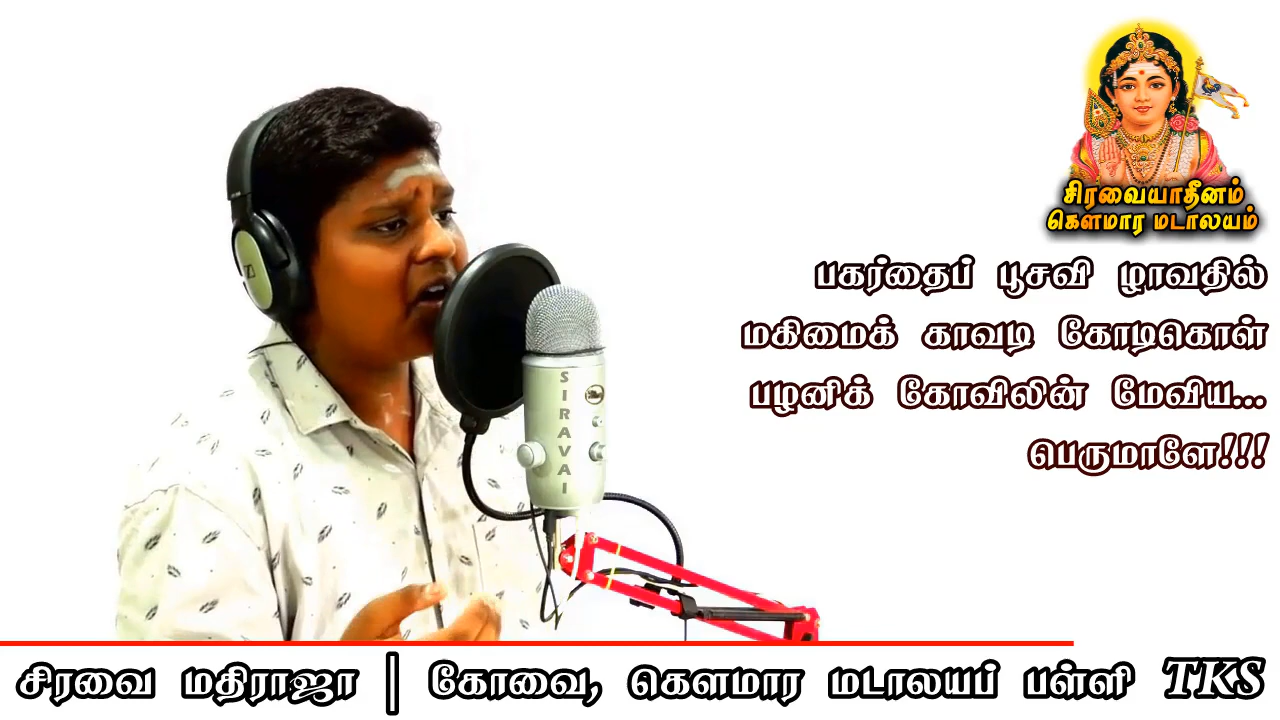 சிரவையாதீனம்
கௌமார மடாலயம்
பகர்தைப் பூசவி ழாவதில்
மகிமைக் காவடி கோடிகொள்
பழனிக் கோவிலின் மேவிய...
பெருமாளே!!!
SIRAVAI
சிரவை மதிராஜா | கோவை, கௌமார மடாலயப் பள்ளி TKS